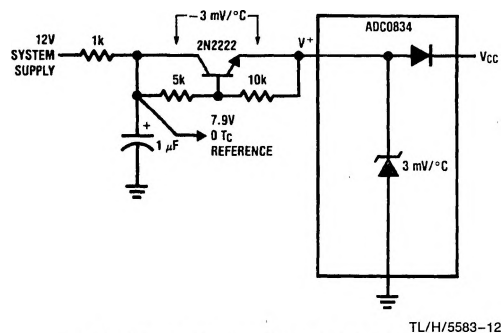 −3 mV/°C
ADC0834
12V
SYSTEM
SUPPLY
1k
2N2222
V+
VCC
5k
10k
+
1 μF
7.9V
0 TC
REFERENCE
3 mV/°C
TL/H/5583–12